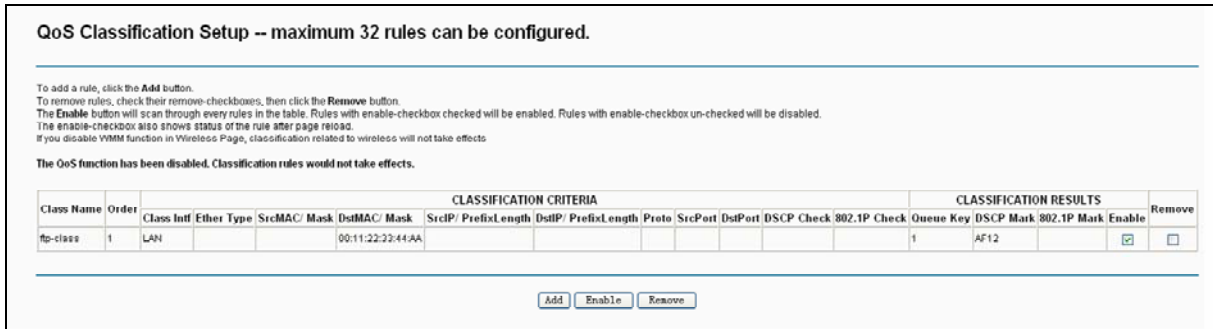 QoS Classification Setup -- maximum 32 rules can be configured.
To add a rule, click the Add button.
To remove rules, check their remove-checkboxes, then click the Remove button.
The Enable button will scan through every rules in the table. Rules with enable-checkbox checked will be enabled. Rules with enable-checkbox un-checked will be disabled.
The enable-checkbox also shows status of the rule after page reload.
If you disable WMM function in Wireless Page, classification related to wireless will not take effects
The QoS function has been disabled. Classification rules would not take effects.
CLASSIFICATION CRITERIA CLASSIFICATION RESULTS
Class Name Order Class Intf Ether Type SrcMAC/ Mask DstMAC/ Mask SrcIP/ PrefixLength DstIP/ PrefixLength Proto SrcPort DstPort DSCP Check 802.1P Check Queue Key DSCP Mark 802.1P Mark Enable Remove
ftp-class 1 LAN 00:11:22:33:44:AA 1 AF12
Add Enable Remove